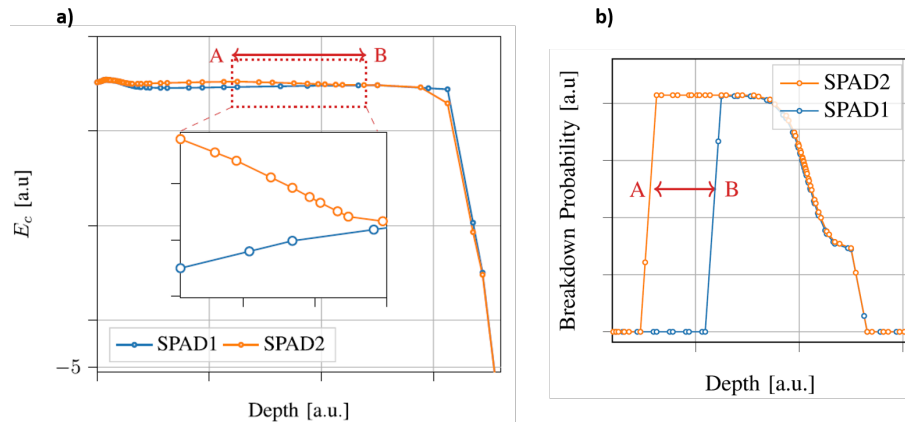 a)
A
B
E_c [a.u]
SPAD1
SPAD2
−5
Depth [a.u.]
b)
SPAD2
SPAD1
A
B
Breakdown Probability [a.u]
Depth [a.u.]